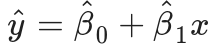 ŷ = β̂₀ + β̂₁x